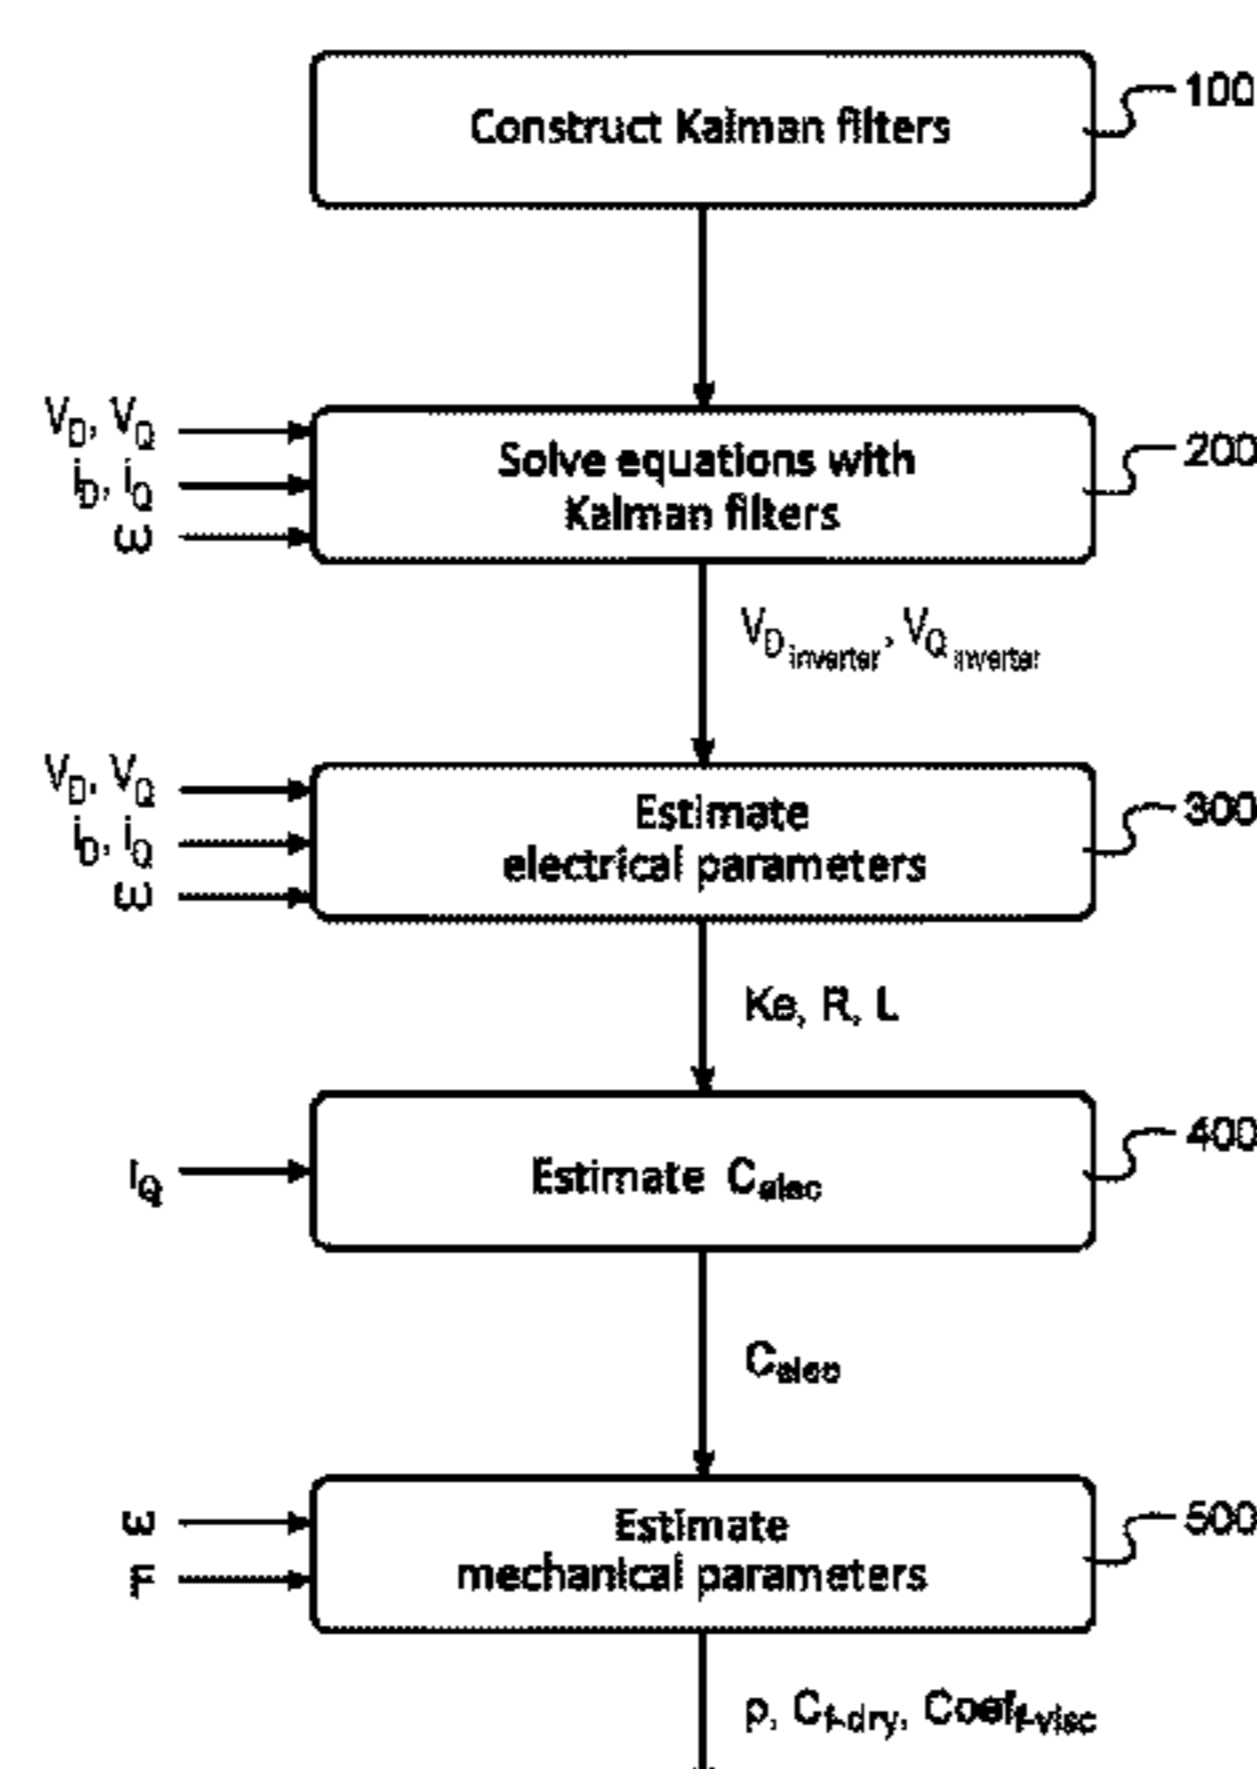 Construct Kalman filters
100
V_D, V_Q
i_D, i_Q
ω
Solve equations with
Kalman filters
200
V_D inverter, V_Q inverter
V_D, V_Q
i_D, i_Q
ω
Estimate
electrical parameters
300
Ke, R, L
I_Q
Estimate C_elec
400
C_elec
ω
F
Estimate
mechanical parameters
500
ρ, C_f-dry, Coef_f-visc